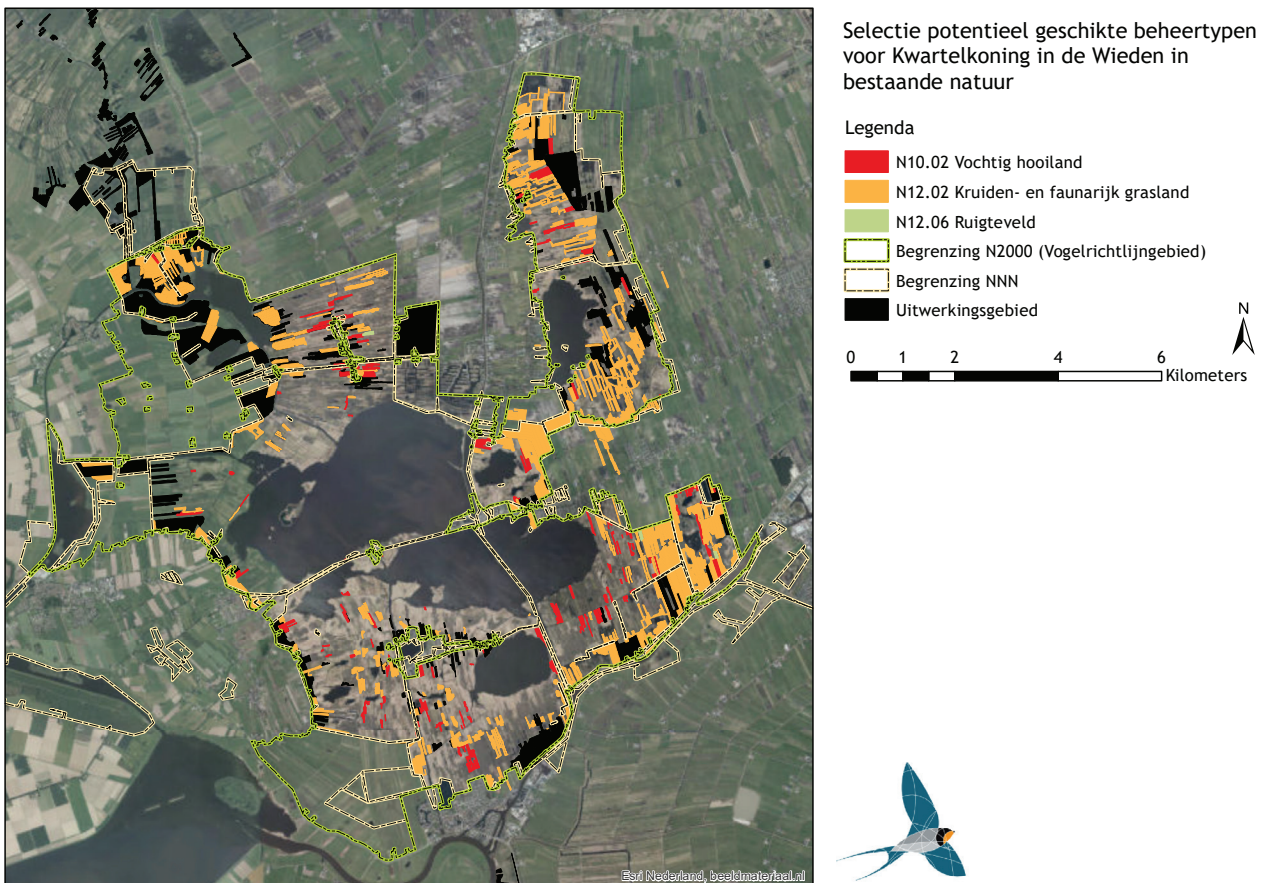 Selectie potentieel geschikte beheertypen
voor Kwartelkoning in de Wieden in
bestaande natuur
Legenda
N10.02 Vochtig hooiland
N12.02 Kruiden- en faunarijk grasland
N12.06 Ruigteveld
Begrenzing N2000 (Vogelrichtlijngebied)
Begrenzing NNN
Uitwerkingsgebied
N
0 1 2 4 6
Kilometers
Esri Nederland, beeldmateriaal.nl